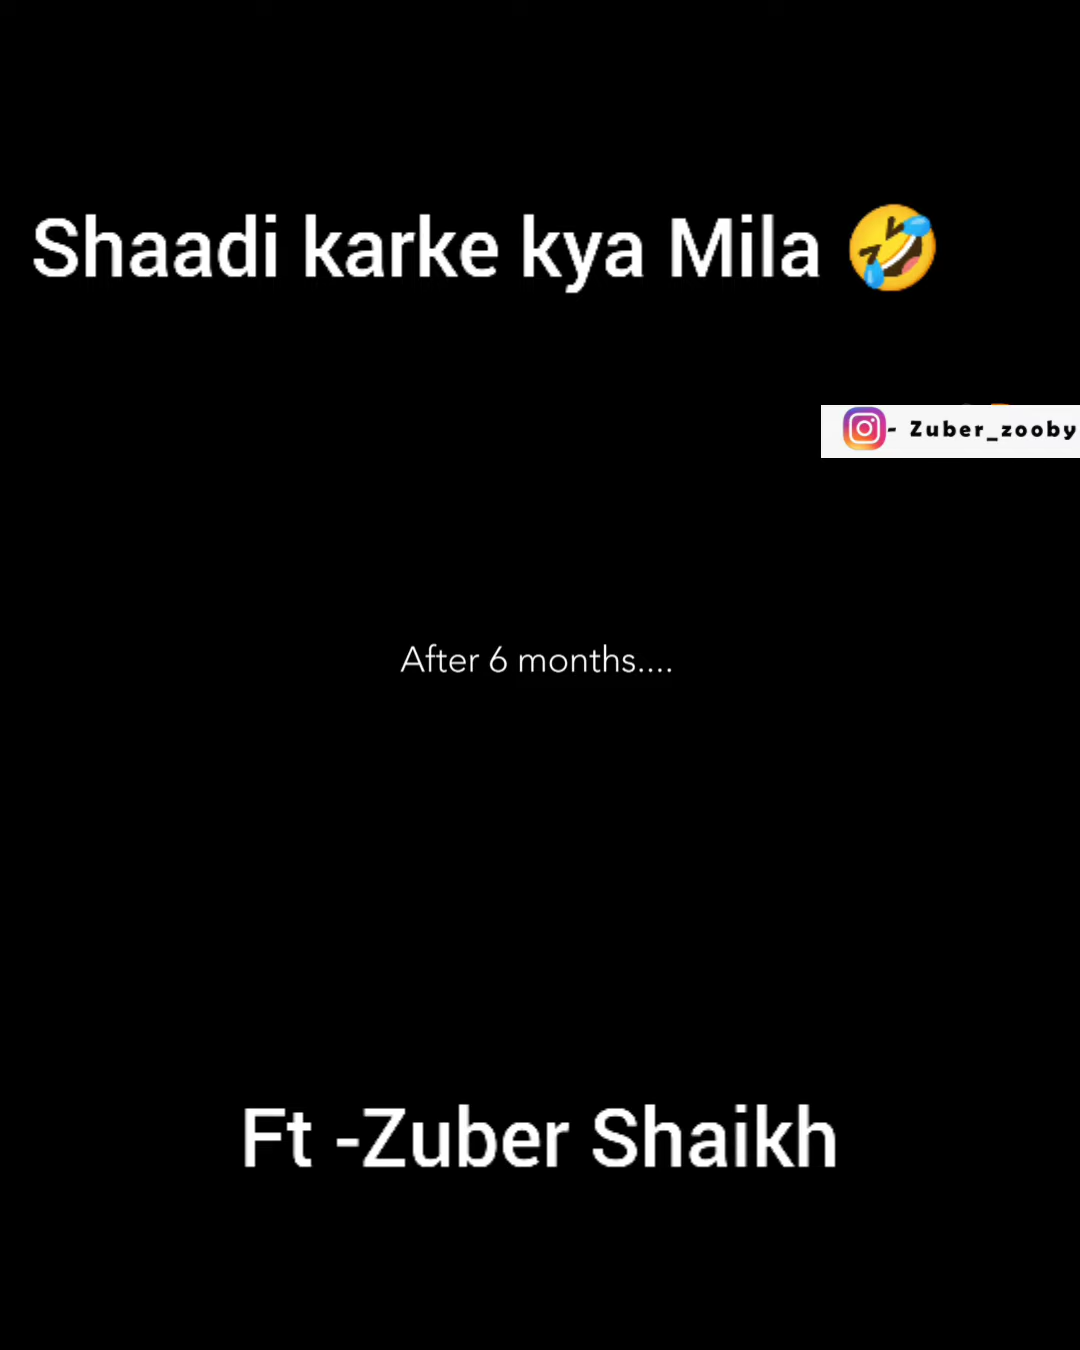 Shaadi karke kya Mila 🤣
- Zuber_zooby
After 6 months....
Ft -Zuber Shaikh